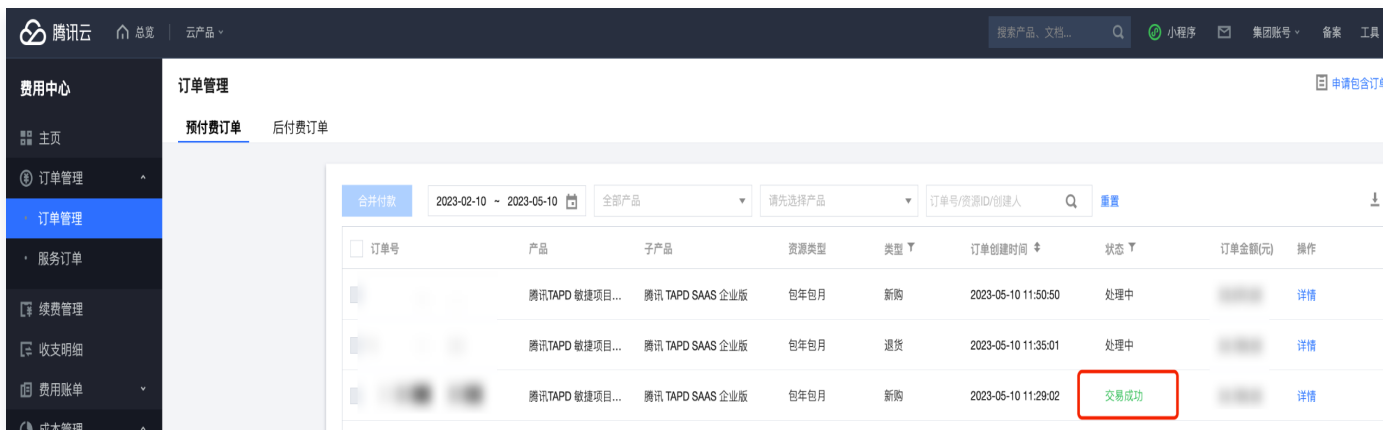 腾讯云 总览 云产品 搜索产品、文档... 小程序 集团账号 备案 工具
费用中心
订单管理
申请包含订单
预付费订单 后付费订单
主页
订单管理
订单管理
服务订单
续费管理
收支明细
费用账单
成本管理
合并付款 2023-02-10 ~ 2023-05-10 全部产品 请先选择产品 订单号/资源ID/创建人 重置
订单号 产品 子产品 资源类型 类型 订单创建时间 状态 订单金额(元) 操作
腾讯TAPD 敏捷项目... 腾讯 TAPD SAAS 企业版 包年包月 新购 2023-05-10 11:50:50 处理中 详情
腾讯TAPD 敏捷项目... 腾讯 TAPD SAAS 企业版 包年包月 退货 2023-05-10 11:35:01 处理中 详情
腾讯TAPD 敏捷项目... 腾讯 TAPD SAAS 企业版 包年包月 新购 2023-05-10 11:29:02 交易成功 详情